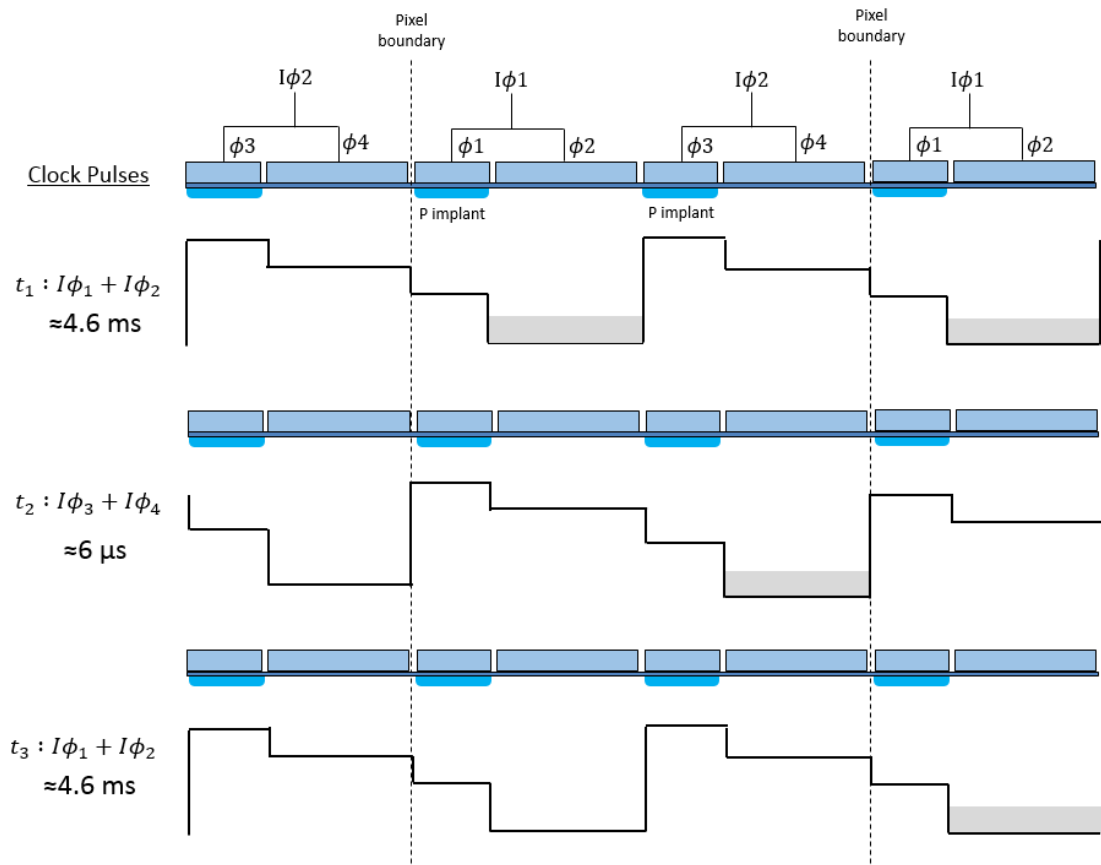 Pixel
boundary
Pixel
boundary
Iϕ2
Iϕ1
Iϕ2
Iϕ1
ϕ3
ϕ4
ϕ1
ϕ2
ϕ3
ϕ4
ϕ1
ϕ2
Clock Pulses
P implant
P implant
t₁ : Iϕ₁ + Iϕ₂
≈4.6 ms
t₂ : Iϕ₃ + Iϕ₄
≈6 µs
t₃ : Iϕ₁ + Iϕ₂
≈4.6 ms